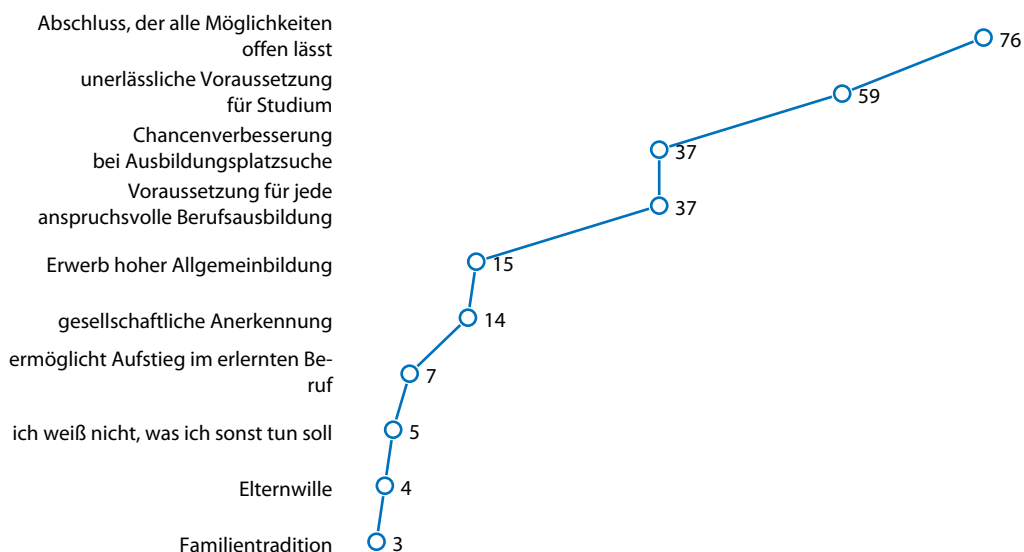 Abschluss, der alle Möglichkeiten
offen lässt
76
unerlässliche Voraussetzung
für Studium
59
Chancenverbesserung
bei Ausbildungsplatzsuche
37
Voraussetzung für jede
anspruchsvolle Berufsausbildung
37
Erwerb hoher Allgemeinbildung
15
gesellschaftliche Anerkennung
14
ermöglicht Aufstieg im erlernten Be-
ruf
7
ich weiß nicht, was ich sonst tun soll
5
Elternwille
4
Familientradition
3